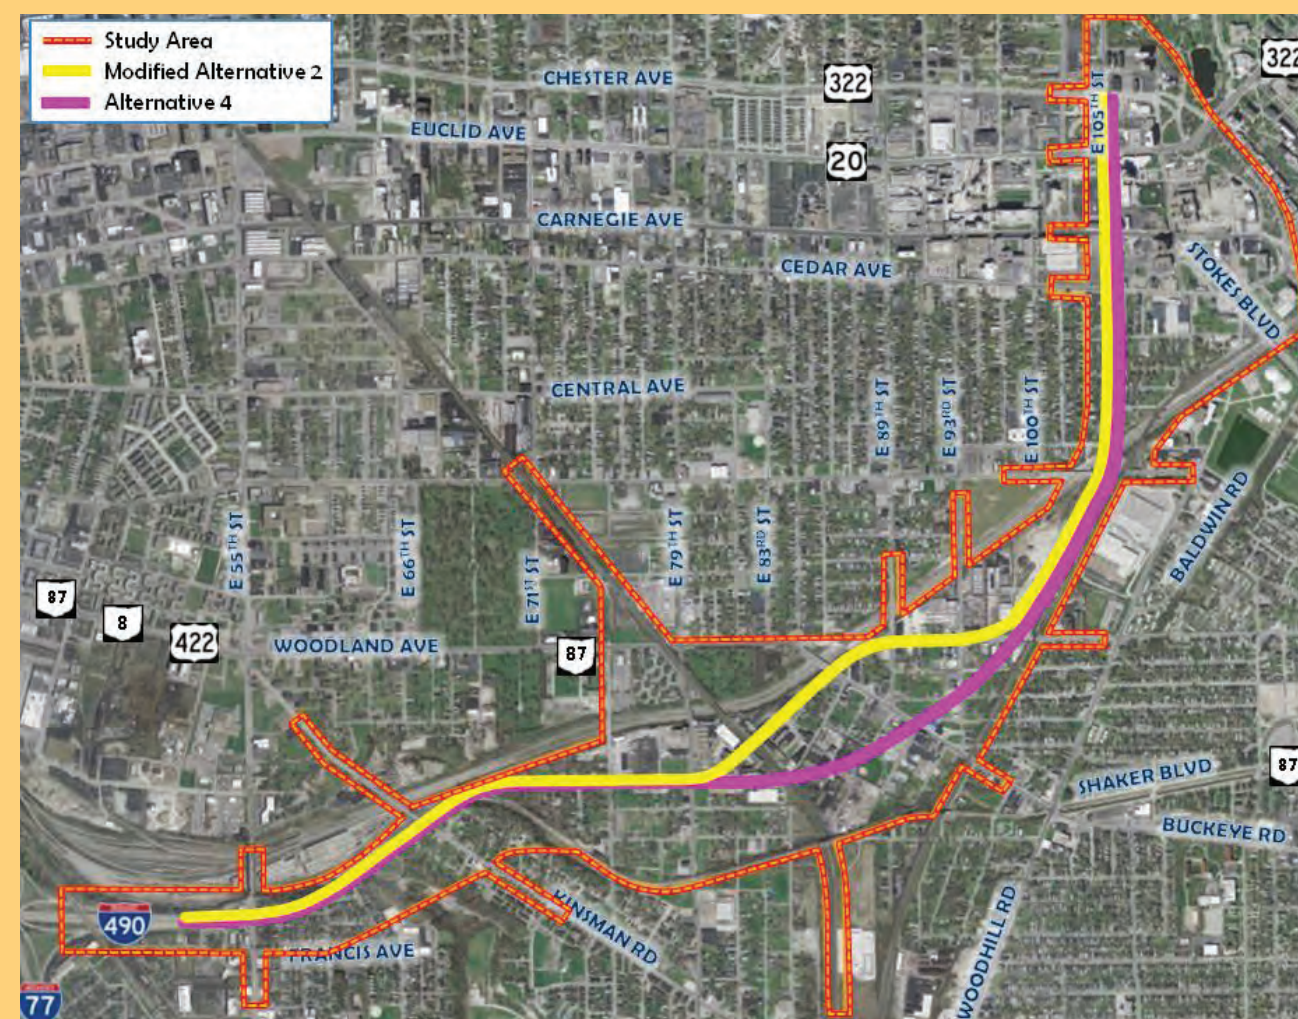 Study Area
Modified Alternative 2
Alternative 4
CHESTER AVE
322
322
EUCLID AVE
20
E 105TH ST
CARNEGIE AVE
CEDAR AVE
STOKES BLVD
CENTRAL AVE
E 89TH ST
E 93RD ST
E 100TH ST
E 55TH ST
E 66TH ST
E 71ST ST
E 79TH ST
E 83RD ST
BALDWIN RD
87
8
422
WOODLAND AVE
87
SHAKER BLVD
87
BUCKEYE RD
490
KINSMAN RD
FRANCIS AVE
WOODHILL RD
77